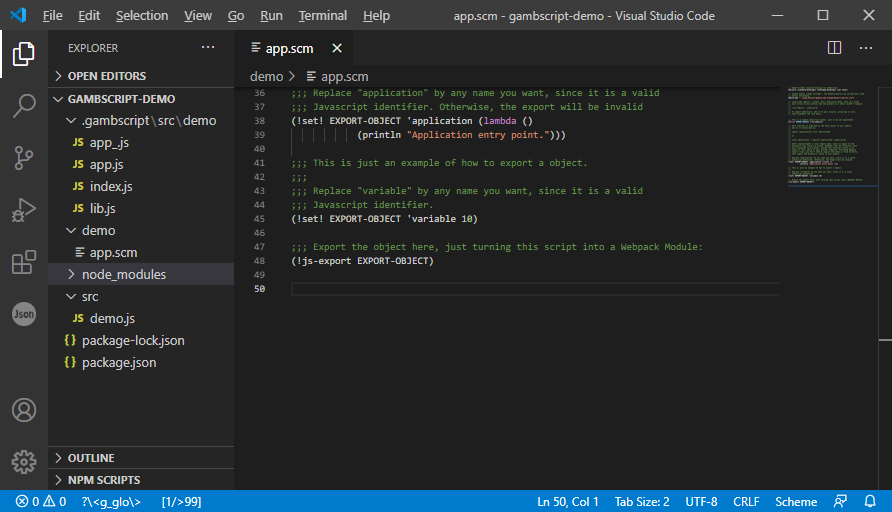 File Edit Selection View Go Run Terminal Help app.scm - gambscript-demo - Visual Studio Code
EXPLORER
OPEN EDITORS
GAMBSCRIPT-DEMO
.gambscript\src\demo
JS app_.js
JS app.js
JS index.js
JS lib.js
demo
app.scm
node_modules
src
JS demo.js
{} package-lock.json
{} package.json
OUTLINE
NPM SCRIPTS
Json
app.scm
demo > app.scm
36 ;;; Replace "application" by any name you want, since it is a valid
37 ;;; Javascript identifier. Otherwise, the export will be invalid
38 (!set! EXPORT-OBJECT 'application (lambda ()
39 (println "Application entry point.")))
40
41 ;;; This is just an example of how to export a object.
42 ;;;
43 ;;; Replace "variable" by any name you want, since it is a valid
44 ;;; Javascript identifier.
45 (!set! EXPORT-OBJECT 'variable 10)
46
47 ;;; Export the object here, just turning this script into a Webpack Module:
48 (!js-export EXPORT-OBJECT)
49
50
0 0 ?\<g_glo\> [1/>99] Ln 50, Col 1 Tab Size: 2 UTF-8 CRLF Scheme